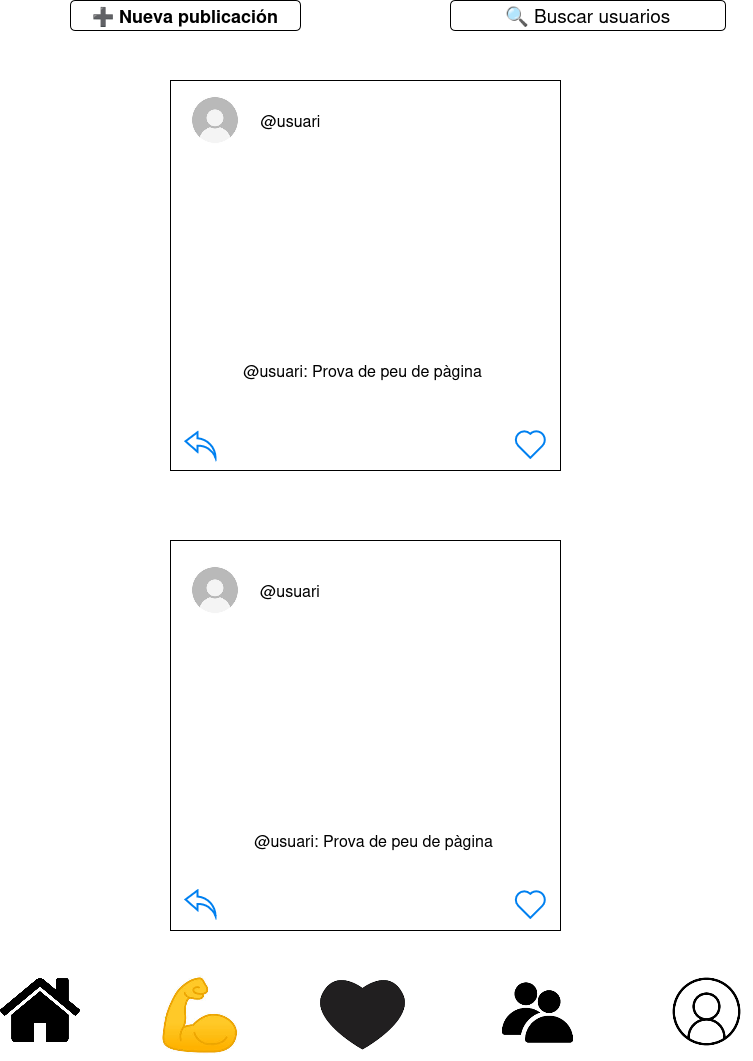 ➕ Nueva publicación
🔍 Buscar usuarios
@usuari
@usuari: Prova de peu de pàgina
@usuari
@usuari: Prova de peu de pàgina